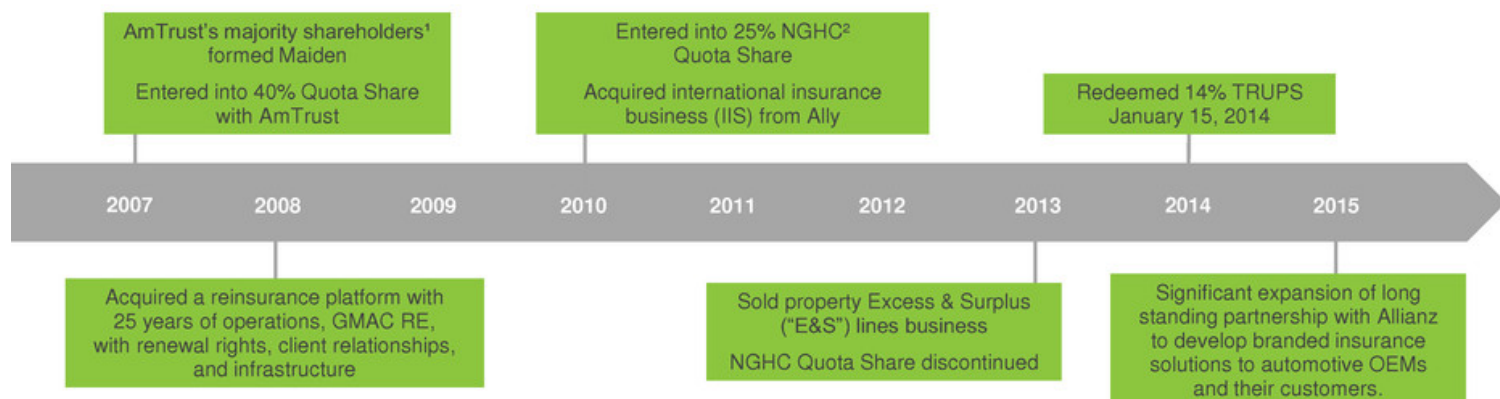 AmTrust's majority shareholders¹
formed Maiden
Entered into 40% Quota Share
with AmTrust
Entered into 25% NGHC²
Quota Share
Acquired international insurance
business (IIS) from Ally
Redeemed 14% TRUPS
January 15, 2014
2007
2008
2009
2010
2011
2012
2013
2014
2015
Acquired a reinsurance platform with
25 years of operations, GMAC RE,
with renewal rights, client relationships,
and infrastructure
Sold property Excess & Surplus
("E&S") lines business
NGHC Quota Share discontinued
Significant expansion of long
standing partnership with Allianz
to develop branded insurance
solutions to automotive OEMs
and their customers.